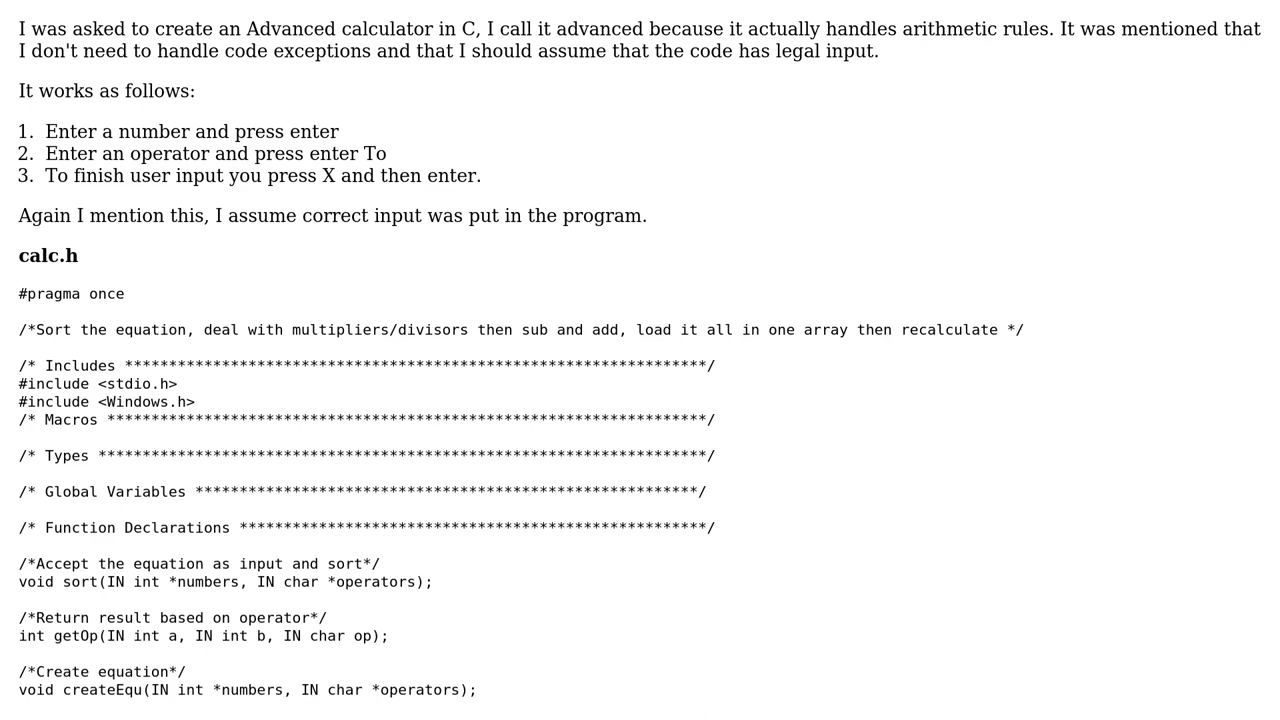 I was asked to create an Advanced calculator in C, I call it advanced because it actually handles arithmetic rules. It was mentioned that
I don't need to handle code exceptions and that I should assume that the code has legal input.
It works as follows:
1. Enter a number and press enter
2. Enter an operator and press enter To
3. To finish user input you press X and then enter.
Again I mention this, I assume correct input was put in the program.
calc.h
#pragma once
/*Sort the equation, deal with multipliers/divisors then sub and add, load it all in one array then recalculate */
/* Includes ******************************************************************/
#include <stdio.h>
#include <Windows.h>
/* Macros ********************************************************************/
/* Types *********************************************************************/
/* Global Variables *********************************************************/
/* Function Declarations *****************************************************/
/*Accept the equation as input and sort*/
void sort(IN int *numbers, IN char *operators);
/*Return result based on operator*/
int getOp(IN int a, IN int b, IN char op);
/*Create equation*/
void createEqu(IN int *numbers, IN char *operators);